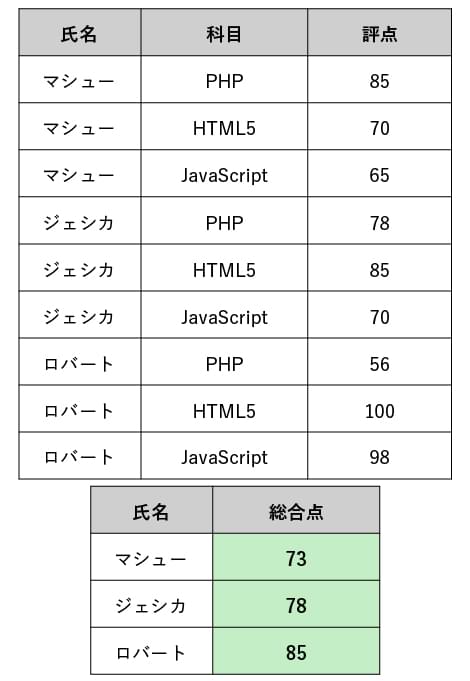 氏名 科目 評点
マシュー PHP 85
マシュー HTML5 70
マシュー JavaScript 65
ジェシカ PHP 78
ジェシカ HTML5 85
ジェシカ JavaScript 70
ロバート PHP 56
ロバート HTML5 100
ロバート JavaScript 98
氏名 総合点
マシュー 73
ジェシカ 78
ロバート 85